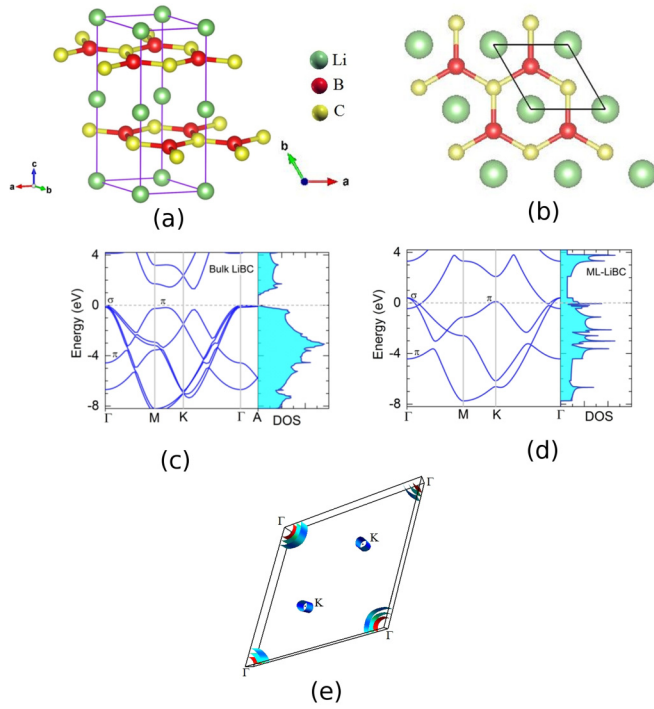 Li
B
C
c
a
b
b
a
(a)
(b)
Energy (eV)
4
0
-4
-8
Bulk LiBC
σ
π
π
Γ
M
K
Γ
A
DOS
(c)
Energy (eV)
4
0
-4
-8
ML-LiBC
σ
π
π
Γ
M
K
Γ
DOS
(d)
Γ
Γ
K
K
Γ
Γ
(e)